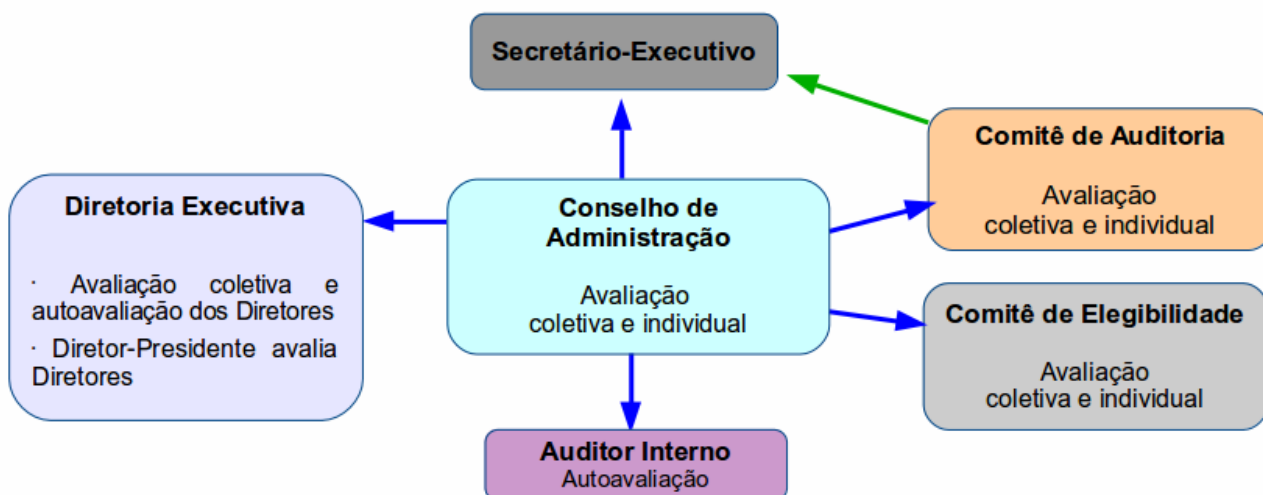 Secretário-Executivo
Comitê de Auditoria
Avaliação
coletiva e individual
Diretoria Executiva
· Avaliação coletiva e
autoavaliação dos Diretores
· Diretor-Presidente avalia
Diretores
Conselho de
Administração
Avaliação
coletiva e individual
Comitê de Elegibilidade
Avaliação
coletiva e individual
Auditor Interno
Autoavaliação